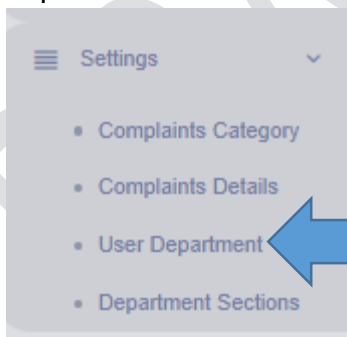 Settings
Complaints Category
Complaints Details
User Department
Department Sections